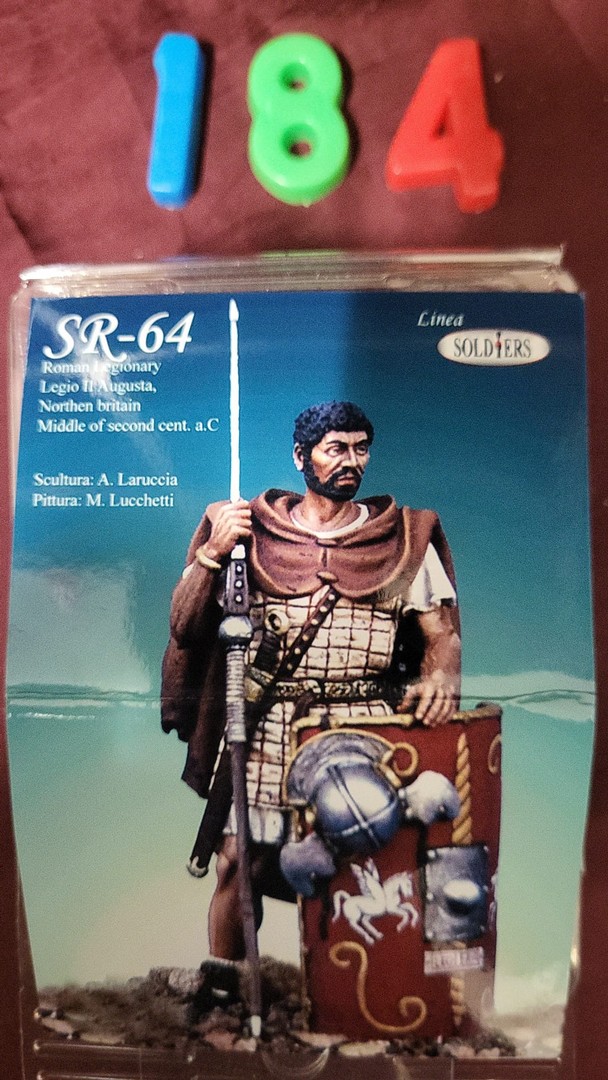 184
SR-64
Linea
SOLDIERS
Roman Legionary
Legio II Augusta,
Northen britain
Middle of second cent. a.C
Scultura: A. Laruccia
Pittura: M. Lucchetti